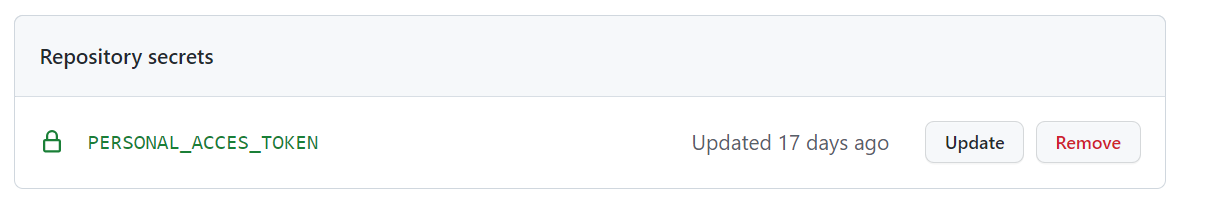 Repository secrets
PERSONAL_ACCES_TOKEN Updated 17 days ago Update Remove